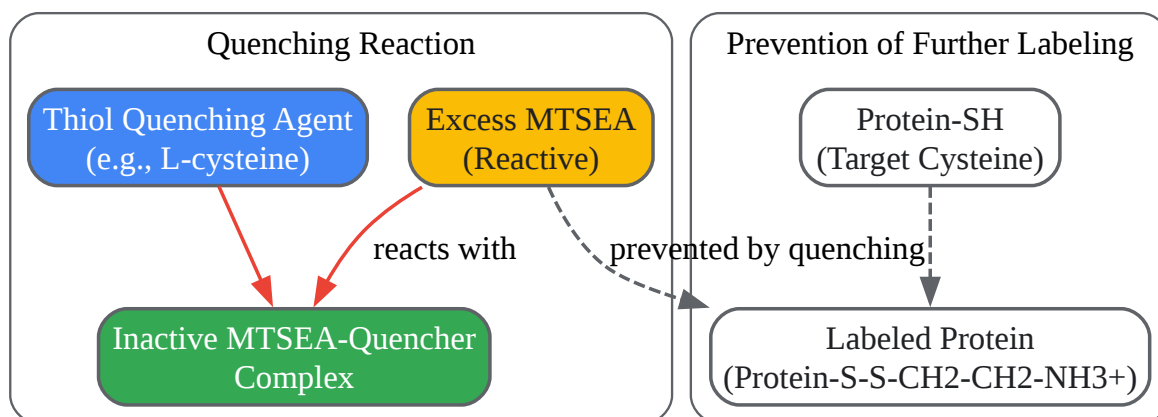 Quenching Reaction
Thiol Quenching Agent
(e.g., L-cysteine)
Excess MTSEA
(Reactive)
reacts with
Inactive MTSEA-Quencher
Complex
Prevention of Further Labeling
Protein-SH
(Target Cysteine)
prevented by quenching
Labeled Protein
(Protein-S-S-CH2-CH2-NH3+)